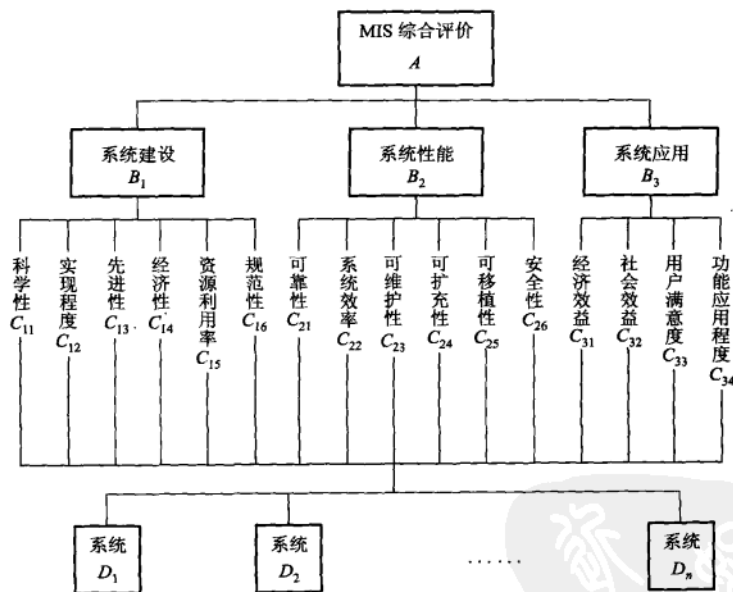 MIS 综合评价
A
系统建设
B₁
系统性能
B₂
系统应用
B₃
科学性 C₁₁
实现程度 C₁₂
先进性 C₁₃
经济性 C₁₄
资源利用率 C₁₅
规范性 C₁₆
可靠性 C₂₁
系统效率 C₂₂
可维护性 C₂₃
可扩充性 C₂₄
可移植性 C₂₅
安全性 C₂₆
经济效益 C₃₁
社会效益 C₃₂
用户满意度 C₃₃
功能应用程度 C₃₄
系统
D₁
系统
D₂
……
系统
Dₙ